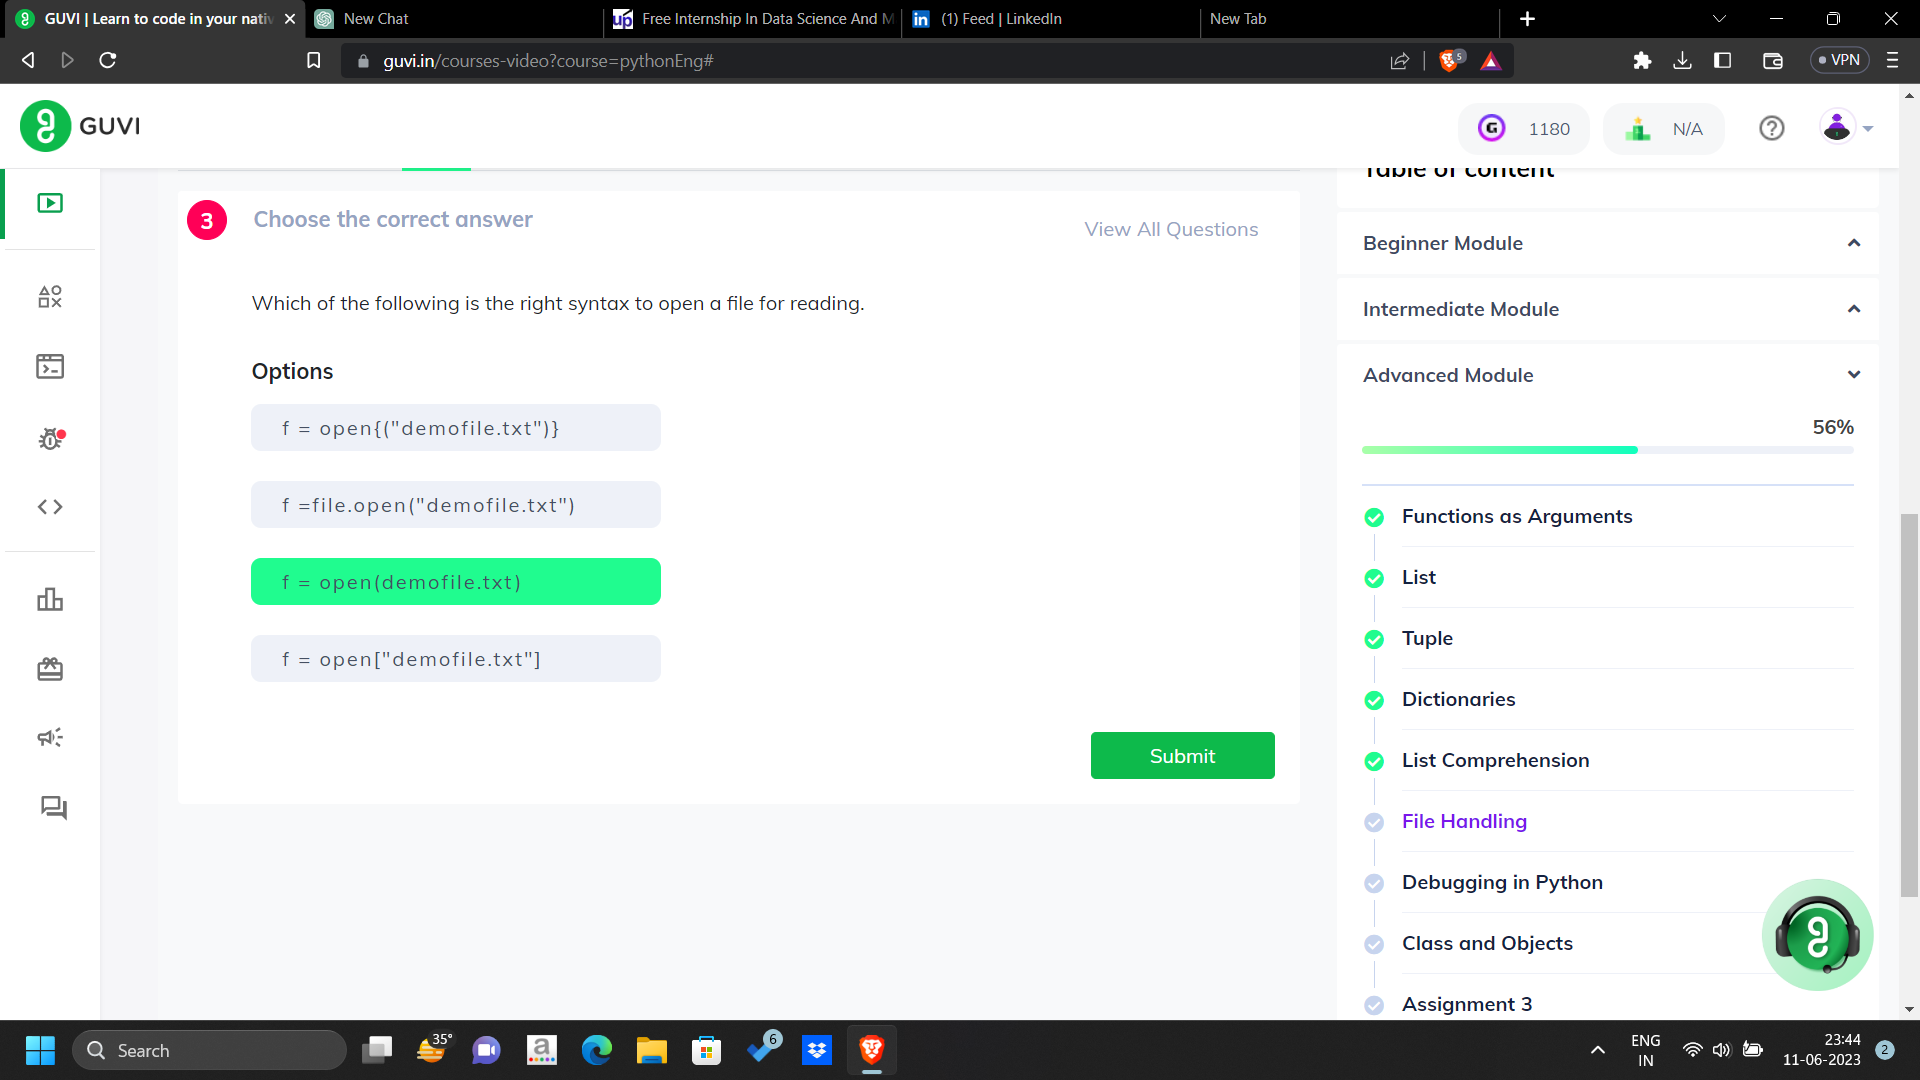 GUVI | Learn to code in your nativ
New Chat
up Free Internship In Data Science And M
in (1) Feed | LinkedIn
New Tab
guvi.in/courses-video?course=pythonEng#
5
VPN
GUVI
G 1180
N/A
Table of content
3
Choose the correct answer
View All Questions
Which of the following is the right syntax to open a file for reading.
Options
f = open{("demofile.txt")}
f =file.open("demofile.txt")
f = open(demofile.txt)
f = open["demofile.txt"]
Submit
Beginner Module
Intermediate Module
Advanced Module
56%
Functions as Arguments
List
Tuple
Dictionaries
List Comprehension
File Handling
Debugging in Python
Class and Objects
Assignment 3
Search
35°
a
6
ENG
IN
23:44
11-06-2023
2